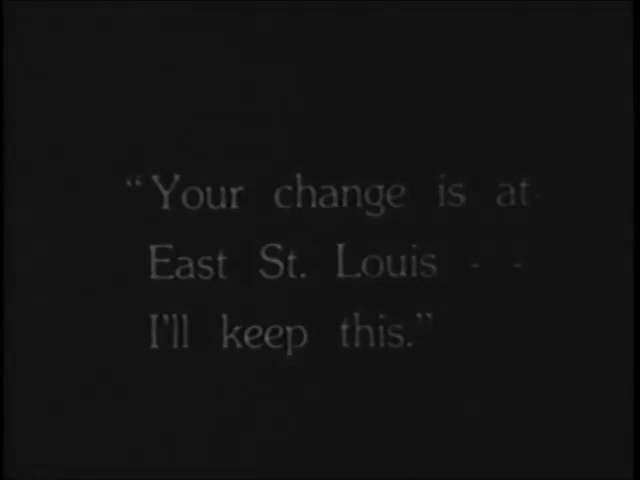 "Your change is at
East St. Louis - -
I'll keep this."